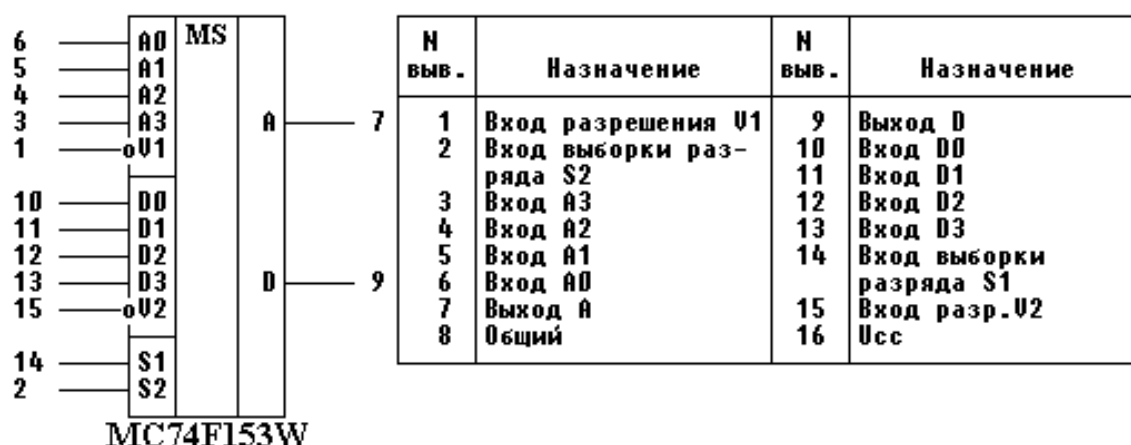 MS
6 A0
5 A1
4 A2
3 A3
1 V1
A 7
10 D0
11 D1
12 D2
13 D3
15 V2
D 9
14 S1
2 S2
MC74F153W
N выв. Назначение N выв. Назначение
1 Вход разрешения V1
2 Вход выборки раз-
ряда S2
3 Вход A3
4 Вход A2
5 Вход A1
6 Вход A0
7 Выход A
8 Общий
9 Выход D
10 Вход D0
11 Вход D1
12 Вход D2
13 Вход D3
14 Вход выборки
разряда S1
15 Вход разр.V2
16 Ucc